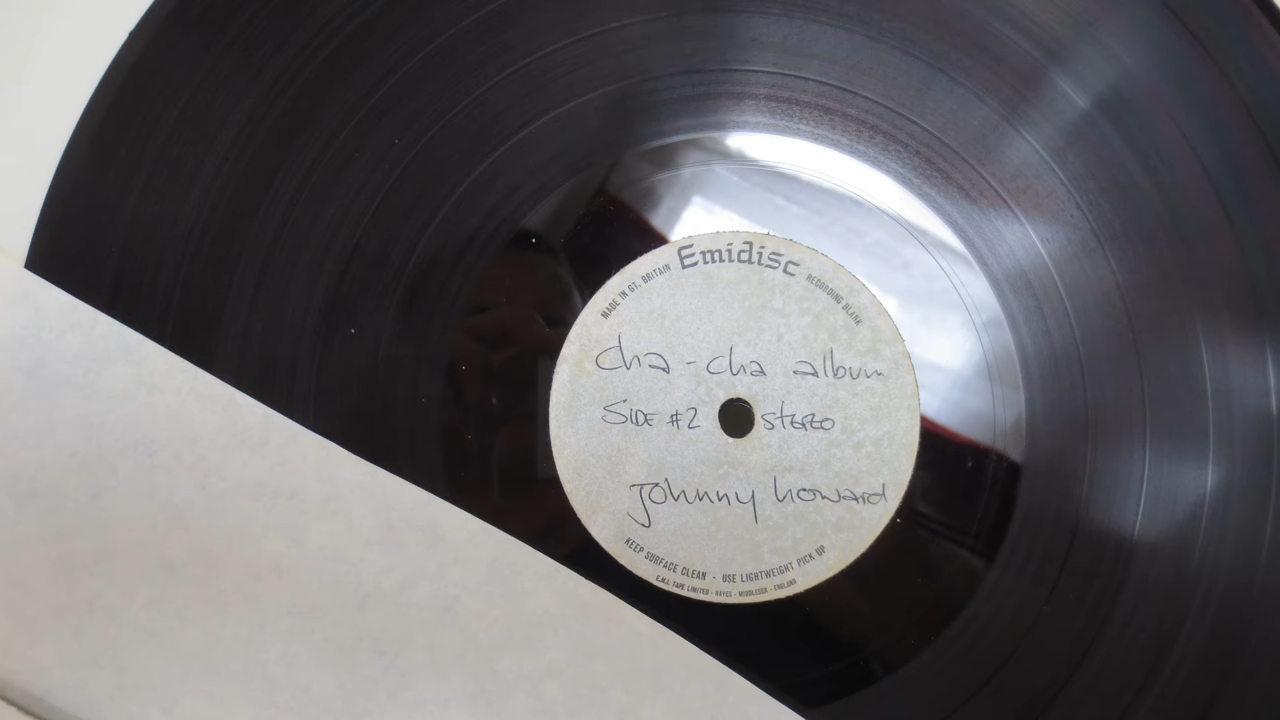 MADE IN GT. BRITAIN Emidisc RECORDING BLANK
cha-cha album
SIDE #2 stereo
Johnny howard
KEEP SURFACE CLEAN · USE LIGHTWEIGHT PICK UP
E.M.I. TAPE LIMITED · HAYES · MIDDLESEX · ENGLAND